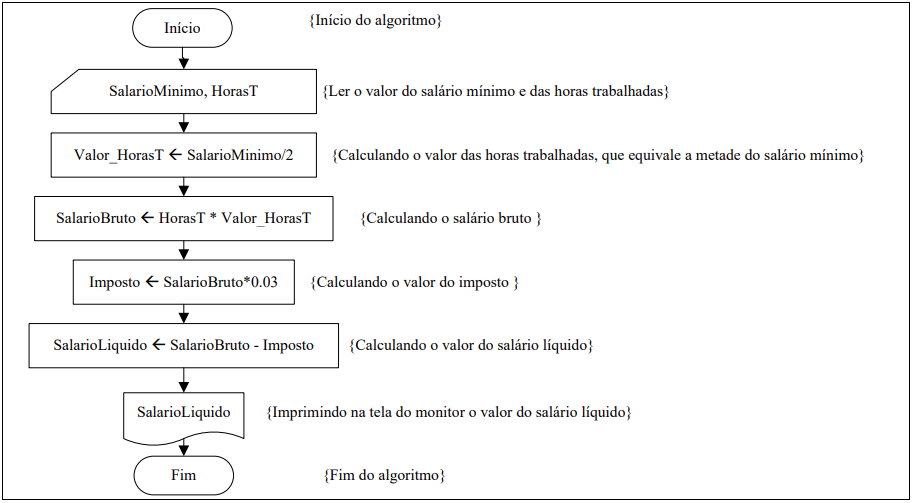 Início {Início do algoritmo}
SalarioMinimo, HorasT {Ler o valor do salário mínimo e das horas trabalhadas}
Valor_HorasT ← SalarioMinimo/2 {Calculando o valor das horas trabalhadas, que equivale a metade do salário mínimo}
SalarioBruto ← HorasT * Valor_HorasT {Calculando o salário bruto }
Imposto ← SalarioBruto*0.03 {Calculando o valor do imposto }
SalarioLiquido ← SalarioBruto - Imposto {Calculando o valor do salário líquido}
SalarioLiquido {Imprimindo na tela do monitor o valor do salário líquido}
Fim {Fim do algoritmo}